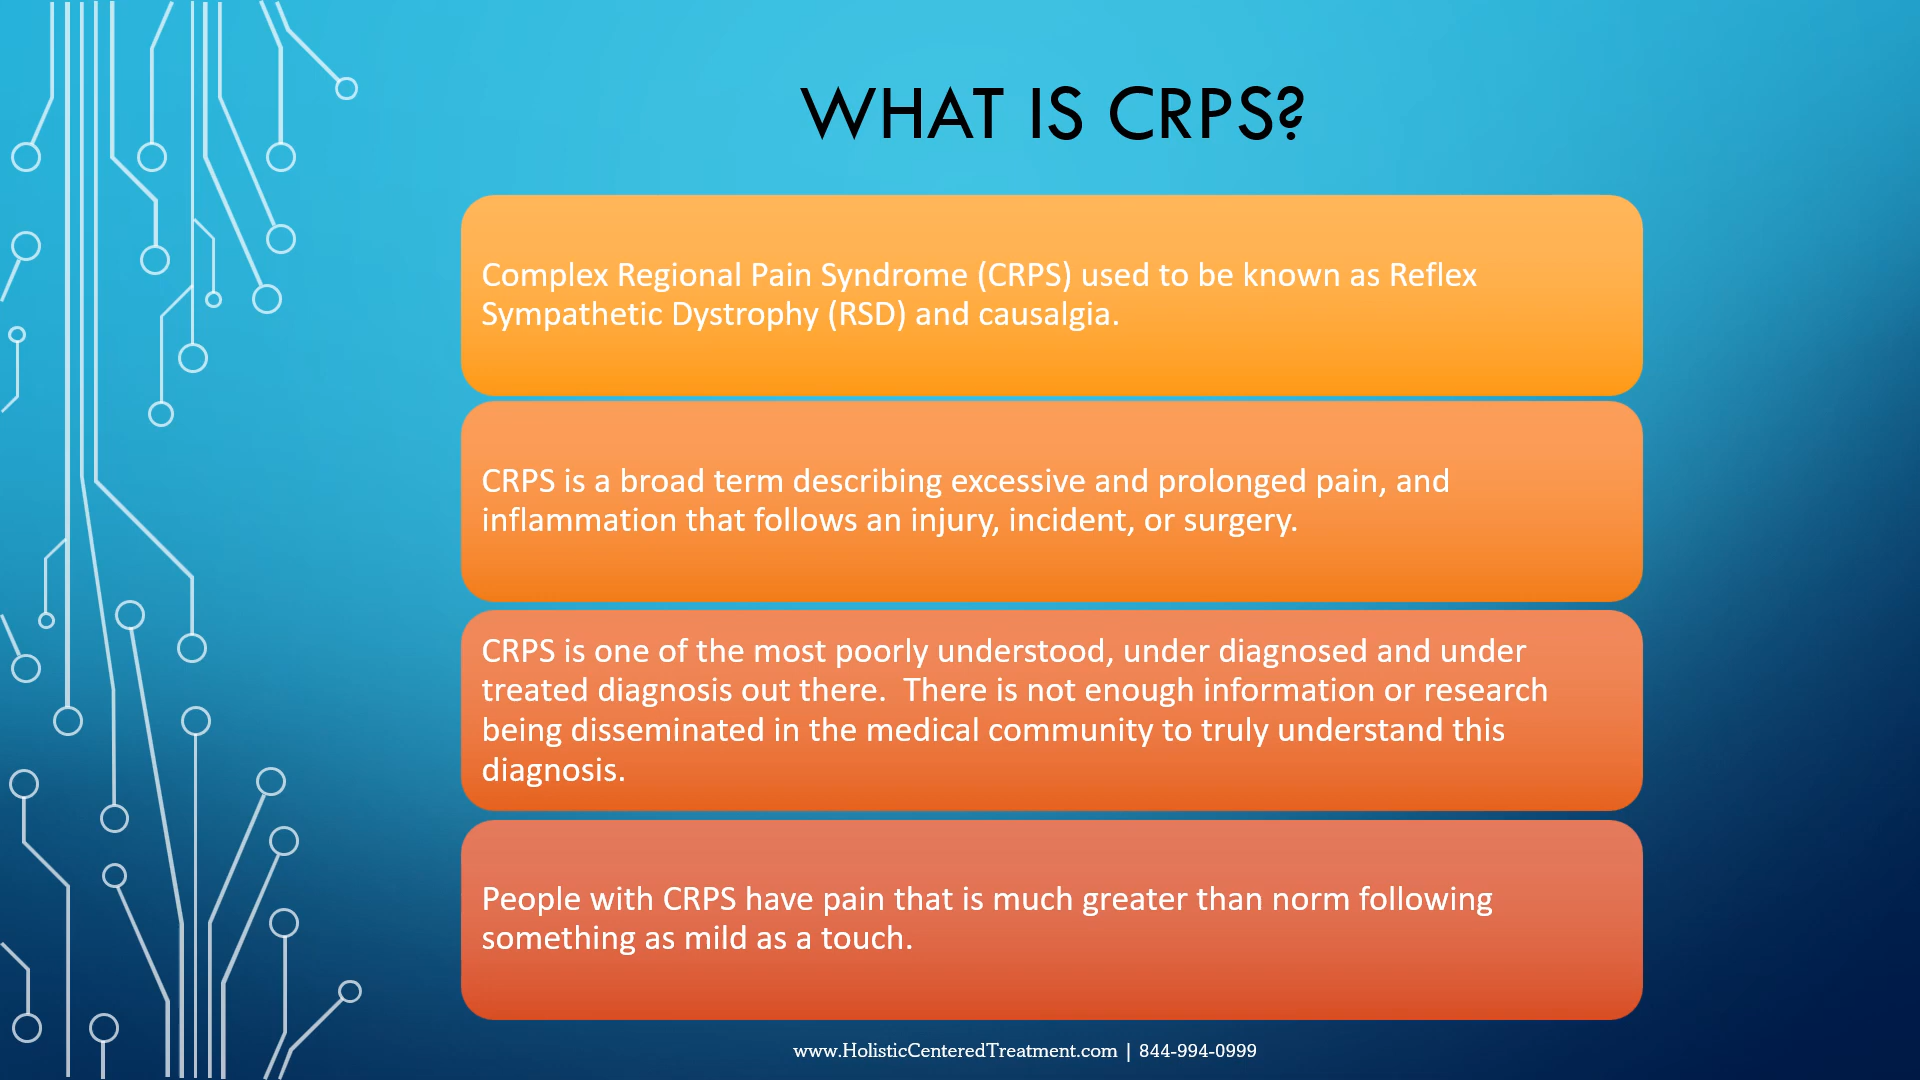 WHAT IS CRPS?
Complex Regional Pain Syndrome (CRPS) used to be known as Reflex
Sympathetic Dystrophy (RSD) and causalgia.
CRPS is a broad term describing excessive and prolonged pain, and
inflammation that follows an injury, incident, or surgery.
CRPS is one of the most poorly understood, under diagnosed and under
treated diagnosis out there.  There is not enough information or research
being disseminated in the medical community to truly understand this
diagnosis.
People with CRPS have pain that is much greater than norm following
something as mild as a touch.
www.HolisticCenteredTreatment.com | 844-994-0999